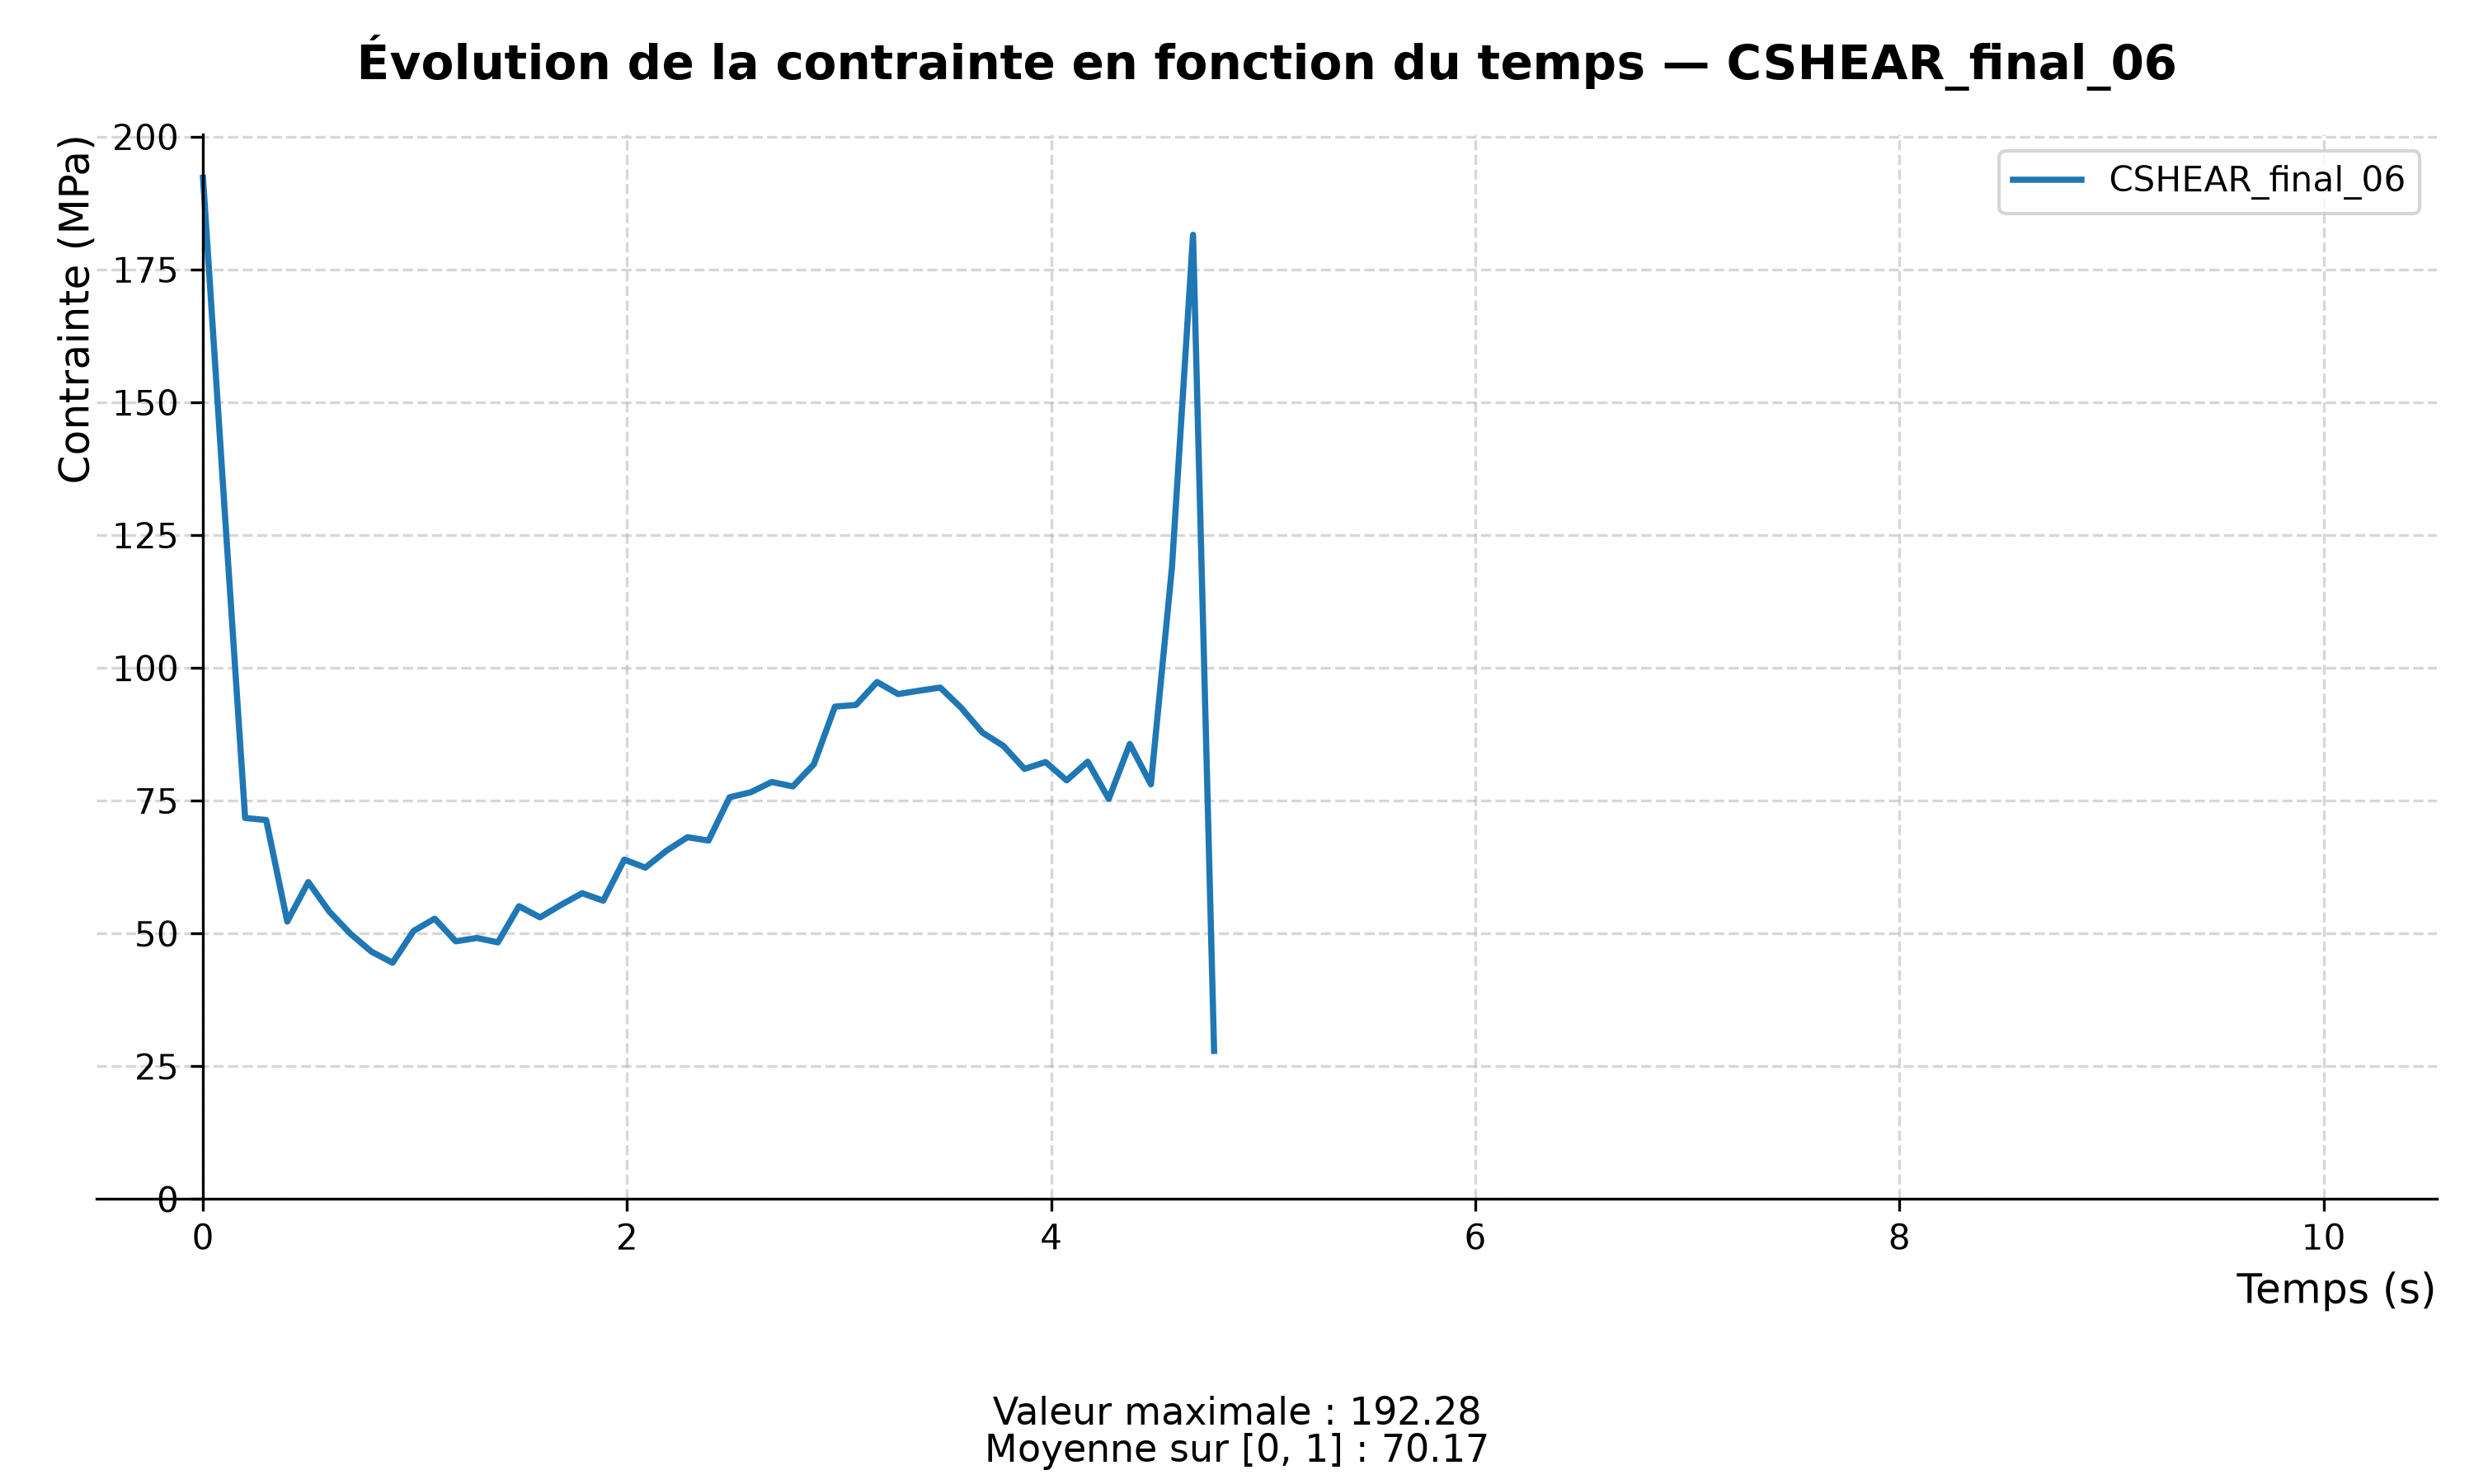 Évolution de la contrainte en fonction du temps — CSHEAR_final_06
Contrainte (MPa)
200
175
150
125
100
75
50
25
0
CSHEAR_final_06
0 2 4 6 8 10
Temps (s)
Valeur maximale : 192.28
Moyenne sur [0, 1] : 70.17